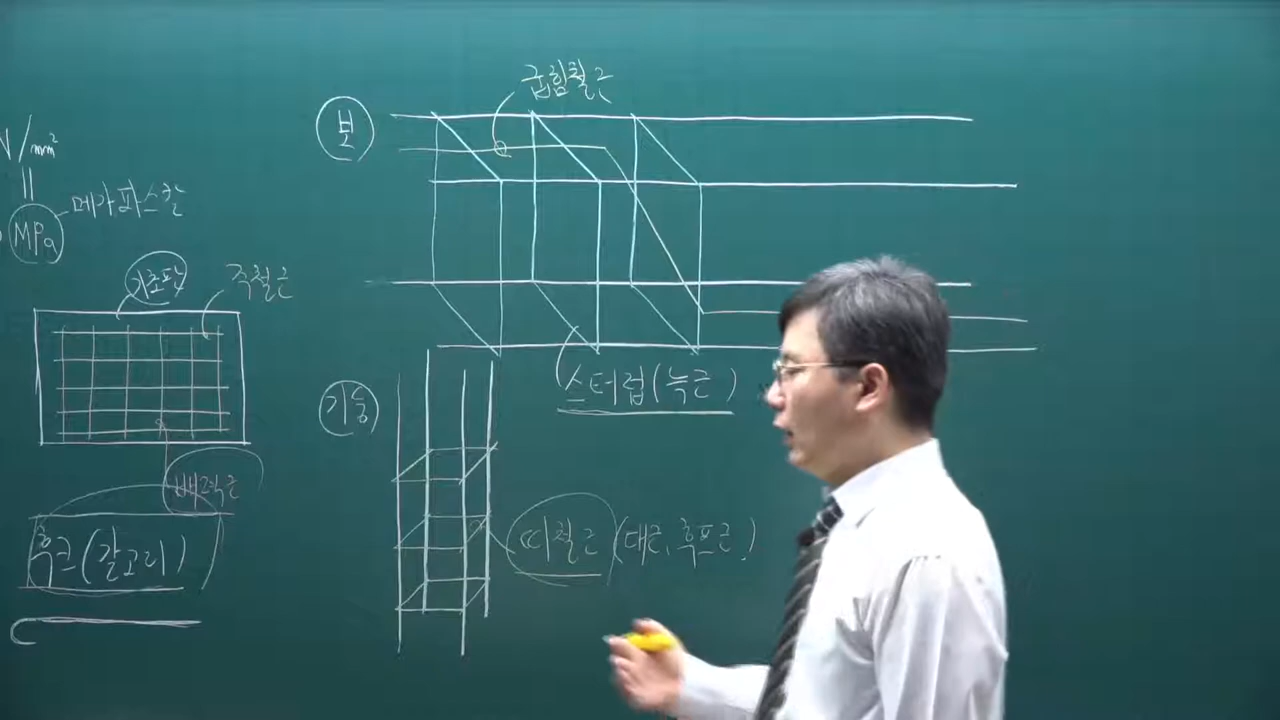 굽힘철근
보
N/mm²
=
메가파스칼
MPa
기초판
주철근
스터럽(늑근)
기둥
배력근
띠철근(대근, 후프근)
훅크(갈고리)